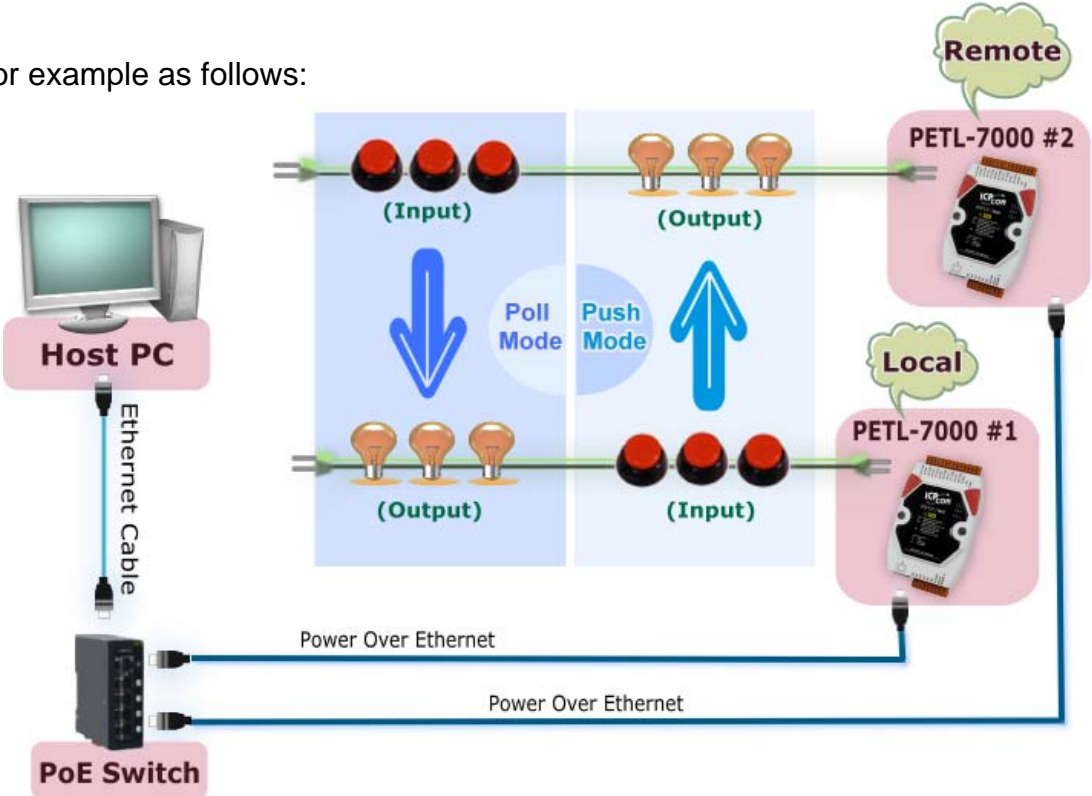 or example as follows:
Remote
PETL-7000 #2
(Input)
(Output)
Poll
Mode
Push
Mode
Host PC
Local
PETL-7000 #1
Ethernet Cable
(Output)
(Input)
Power Over Ethernet
Power Over Ethernet
PoE Switch